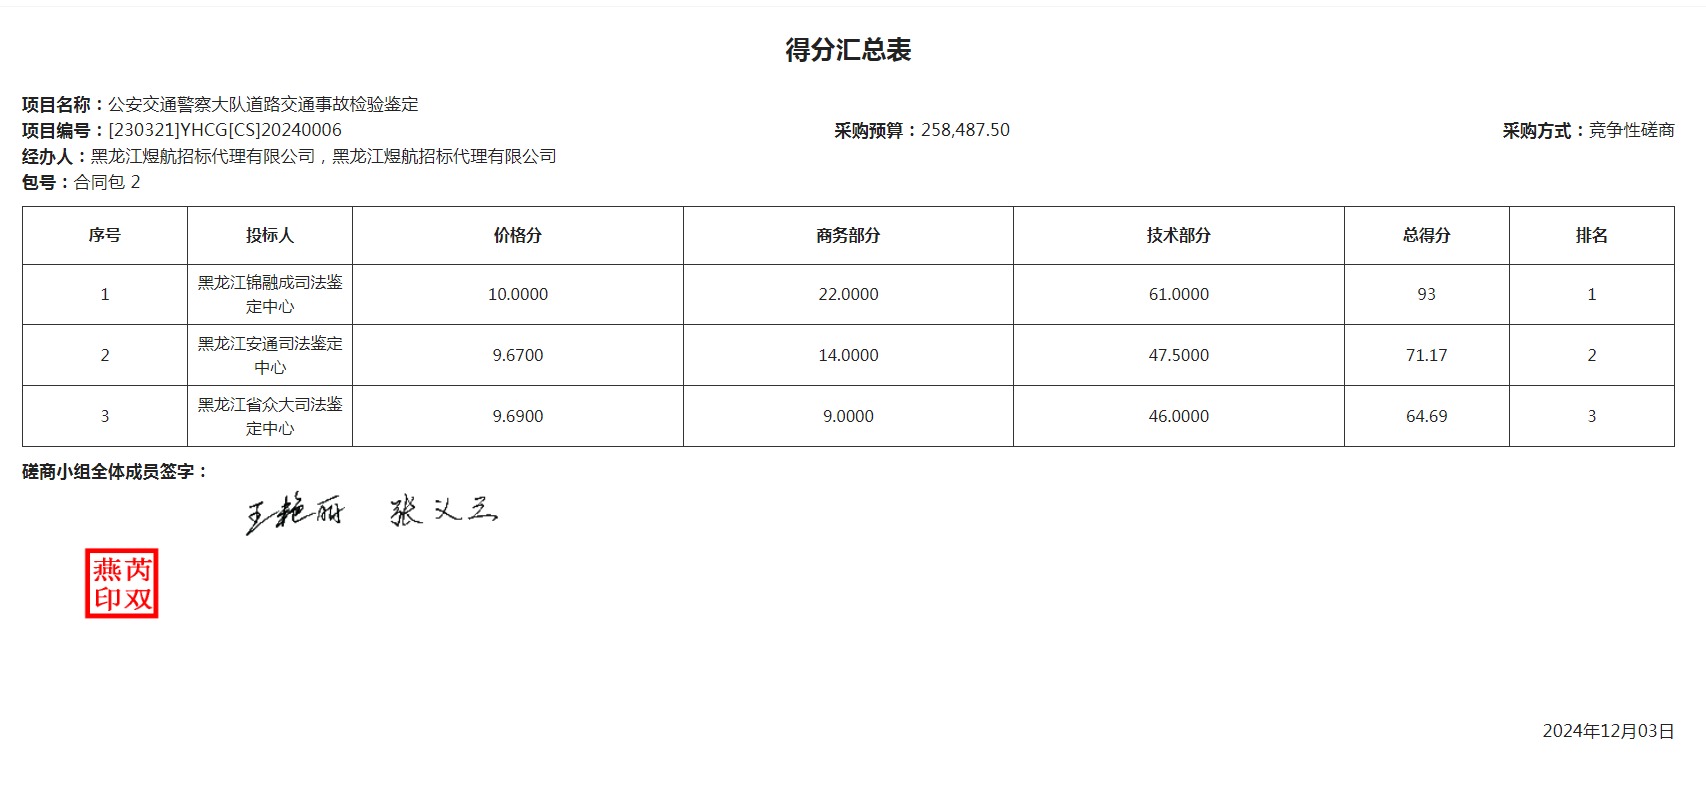 得分汇总表
项目名称：公安交通警察大队道路交通事故检验鉴定
项目编号：[230321]YHCG[CS]20240006 采购预算：258,487.50 采购方式：竞争性磋商
经办人：黑龙江煜航招标代理有限公司，黑龙江煜航招标代理有限公司
包号：合同包 2
序号 投标人 价格分 商务部分 技术部分 总得分 排名
1 黑龙江锦融成司法鉴定中心 10.0000 22.0000 61.0000 93 1
2 黑龙江安通司法鉴定中心 9.6700 14.0000 47.5000 71.17 2
3 黑龙江省众大司法鉴定中心 9.6900 9.0000 46.0000 64.69 3
磋商小组全体成员签字：
王艳丽 张义三
燕芮
印双
2024年12月03日